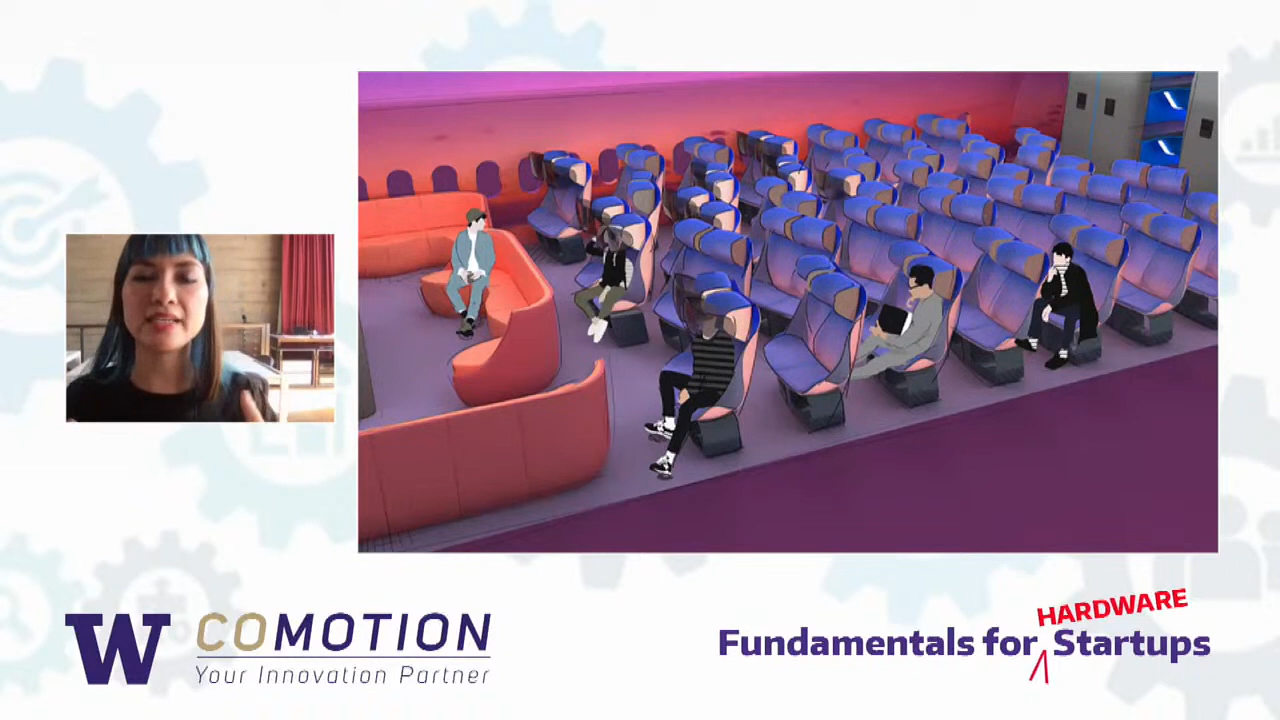 W COMOTION
Your Innovation Partner
HARDWARE
Fundamentals for Startups